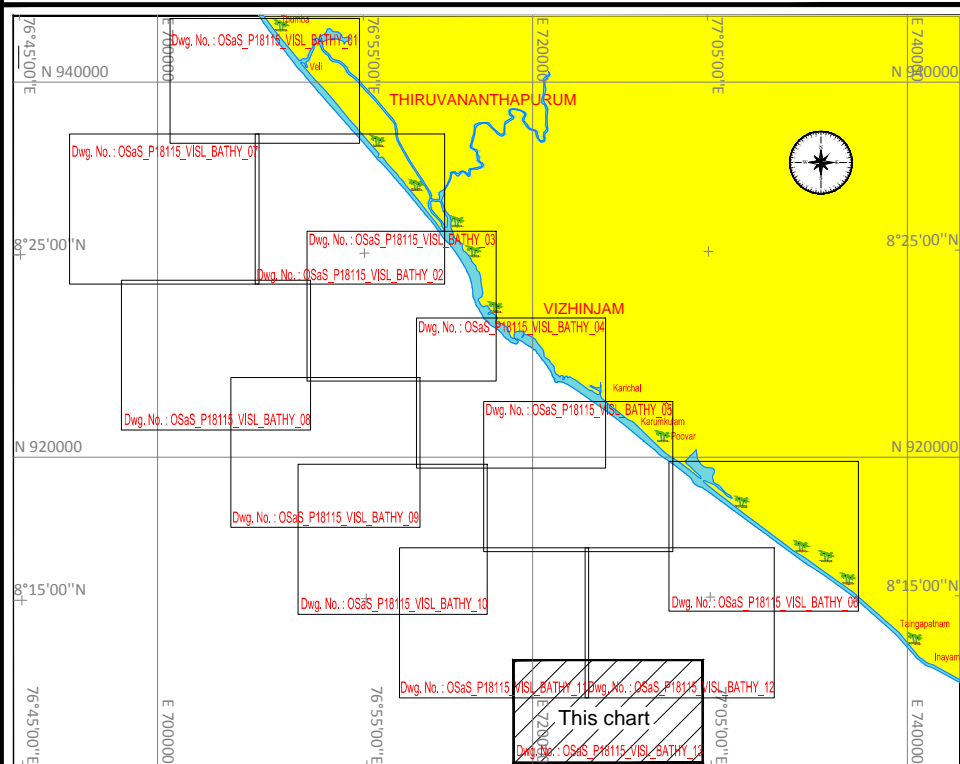 76°45'00"E
E 700000
76°55'00"E
E 720000
77°05'00"E
E 740000
Thumba
Dwg. No. : OSaS_P18115_VISL_BATHY_01
Veli
N 940000
N 940000
THIRUVANANTHAPURUM
Dwg. No. : OSaS_P18115_VISL_BATHY_07
N
W
E
S
8°25'00"N
8°25'00"N
Dwg. No. : OSaS_P18115_VISL_BATHY_03
Dwg. No. : OSaS_P18115_VISL_BATHY_02
VIZHINJAM
Dwg. No. : OSaS_P18115_VISL_BATHY_04
Karichal
Dwg. No. : OSaS_P18115_VISL_BATHY_05
Dwg. No. : OSaS_P18115_VISL_BATHY_08
Karumkulam
Poovar
N 920000
N 920000
Dwg. No. : OSaS_P18115_VISL_BATHY_09
8°15'00"N
8°15'00"N
Dwg. No. : OSaS_P18115_VISL_BATHY_10
Dwg. No. : OSaS_P18115_VISL_BATHY_06
Taingapatnam
Inayam
Dwg. No. : OSaS_P18115_VISL_BATHY_11
Dwg. No. : OSaS_P18115_VISL_BATHY_12
This chart
Dwg. No. : OSaS_P18115_VISL_BATHY_13
76°45'00"E
E 700000
76°55'00"E
E 720000
77°05'00"E
E 740000